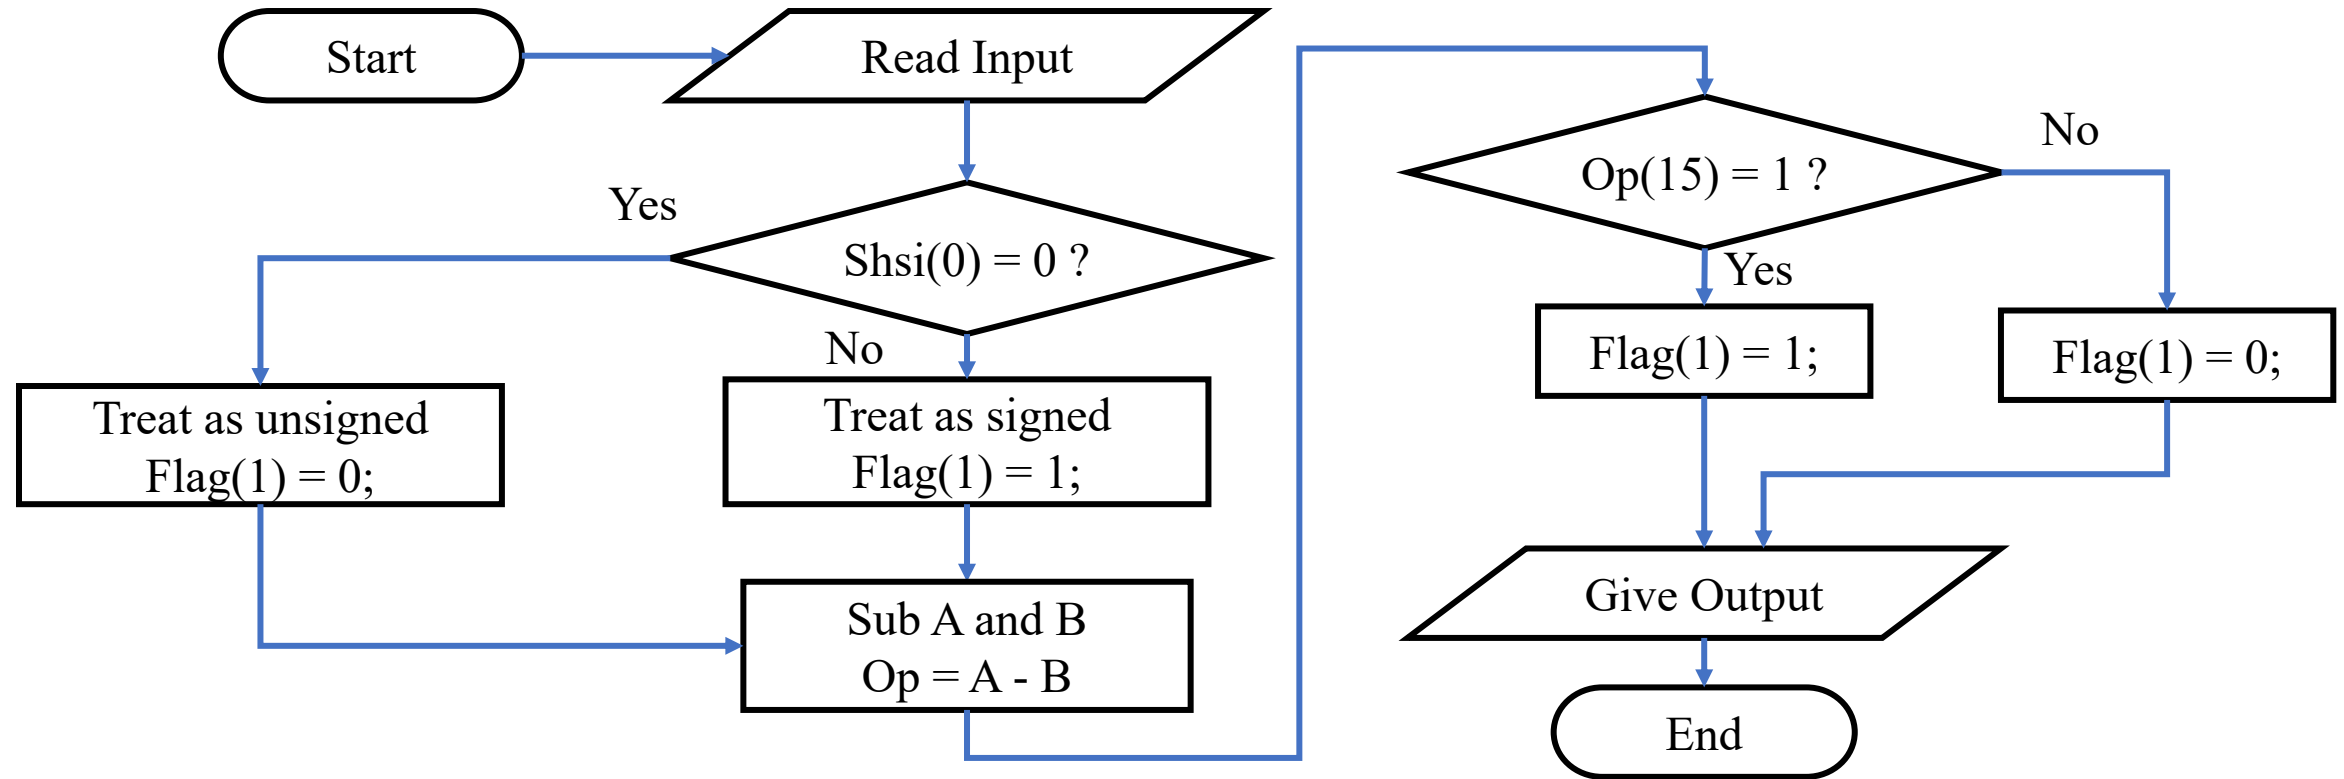 Start
Read Input
Yes
Shsi(0) = 0 ?
No
Treat as unsigned
Flag(1) = 0;
Treat as signed
Flag(1) = 1;
Sub A and B
Op = A - B
Op(15) = 1 ?
No
Yes
Flag(1) = 1;
Flag(1) = 0;
Give Output
End